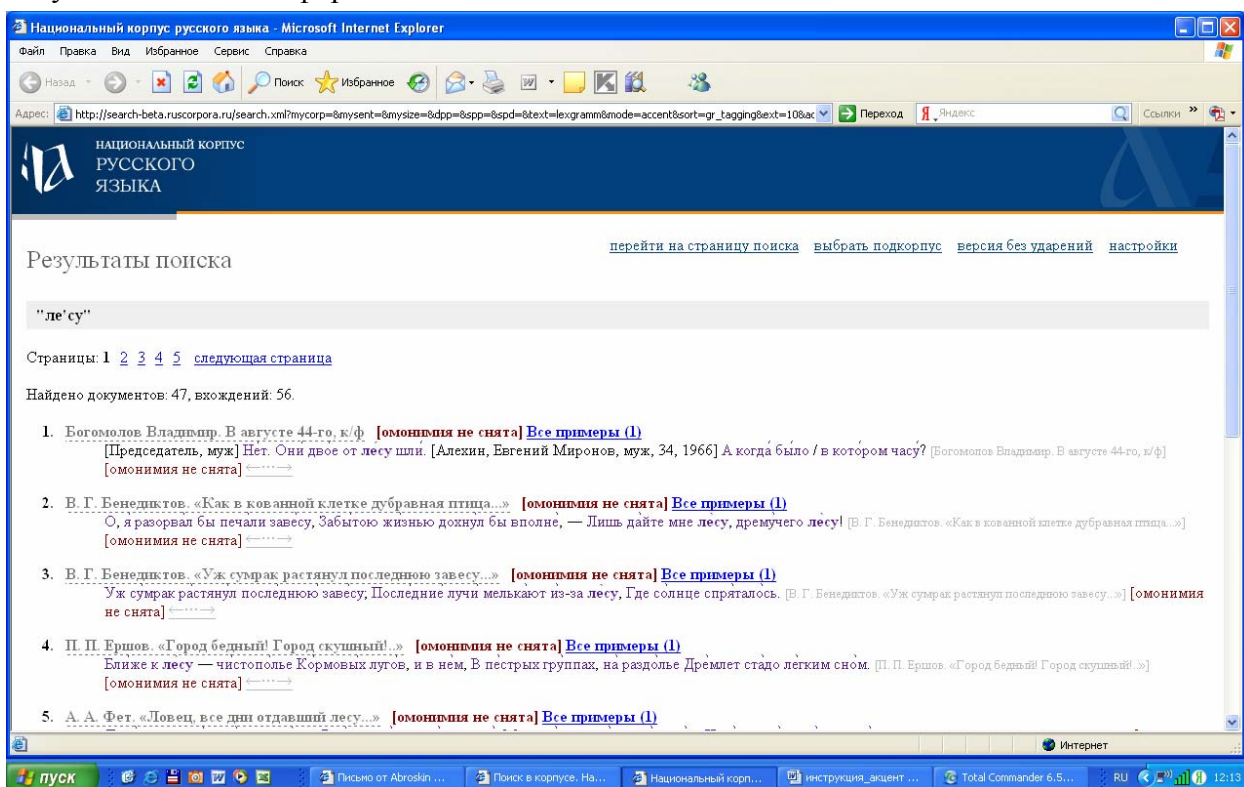 Национальный корпус русского языка - Microsoft Internet Explorer
Файл Правка Вид Избранное Сервис Справка
Назад Поиск Избранное
Адрес: http://search-beta.ruscorpora.ru/search.xml?mycorp=&mysent=&mysize=&dpp=&spp=&spd=&text=lexgramm&mode=accent&sort=gr_tagging&ext=10&ac Переход Яндекс Ссылки
НАЦИОНАЛЬНЫЙ КОРПУС
РУССКОГО
ЯЗЫКА
перейти на страницу поиска выбрать подкорпус версия без ударений настройки
Результаты поиска
"ле'су"
Страницы: 1 2 3 4 5 следующая страница
Найдено документов: 47, вхождений: 56.
1. Богомолов Владимир. В августе 44-го, к/ф [омонимия не снята] Все примеры (1)
[Председатель, муж] Нет. Они́ дво́е от ле́су шли́. [Алехин, Евгений Миронов, муж, 34, 1966] А когда́ бы́ло / в кото́ром часу́? [Богомолов Владимир. В августе 44-го, к/ф]
[омонимия не снята] ←···→
2. В. Г. Бенедиктов. «Как в кованной клетке дубравная птица...» [омонимия не снята] Все примеры (1)
О, я разорвал бы печали завесу, Забытою жизнью дохнул бы вполне, — Лишь дайте мне лесу, дремучего лесу! [В. Г. Бенедиктов. «Как в кованной клетке дубравная птица...»]
[омонимия не снята] ←···→
3. В. Г. Бенедиктов. «Уж сумрак растянул последнюю завесу...» [омонимия не снята] Все примеры (1)
Уж сумрак растянул последнюю завесу; Последние лучи мелькают из-за лесу, Где солнце спряталось. [В. Г. Бенедиктов. «Уж сумрак растянул последнюю завесу...»] [омонимия
не снята] ←···→
4. П. П. Ершов. «Город бедный! Город скушный!..» [омонимия не снята] Все примеры (1)
Ближе к лесу — чистополье Кормовых лугов, и в нем, В пестрых группах, на раздолье Дремлет стадо легким сном. [П. П. Ершов. «Город бедный! Город скушный!..»]
[омонимия не снята] ←···→
5. А. А. Фет. «Ловец, все дни отдавший лесу...» [омонимия не снята] Все примеры (1)
Интернет
пуск Письмо от Abroskin ... Поиск в корпусе. На... Национальный корп... инструкция_акцент ... Total Commander 6.5... RU 12:13